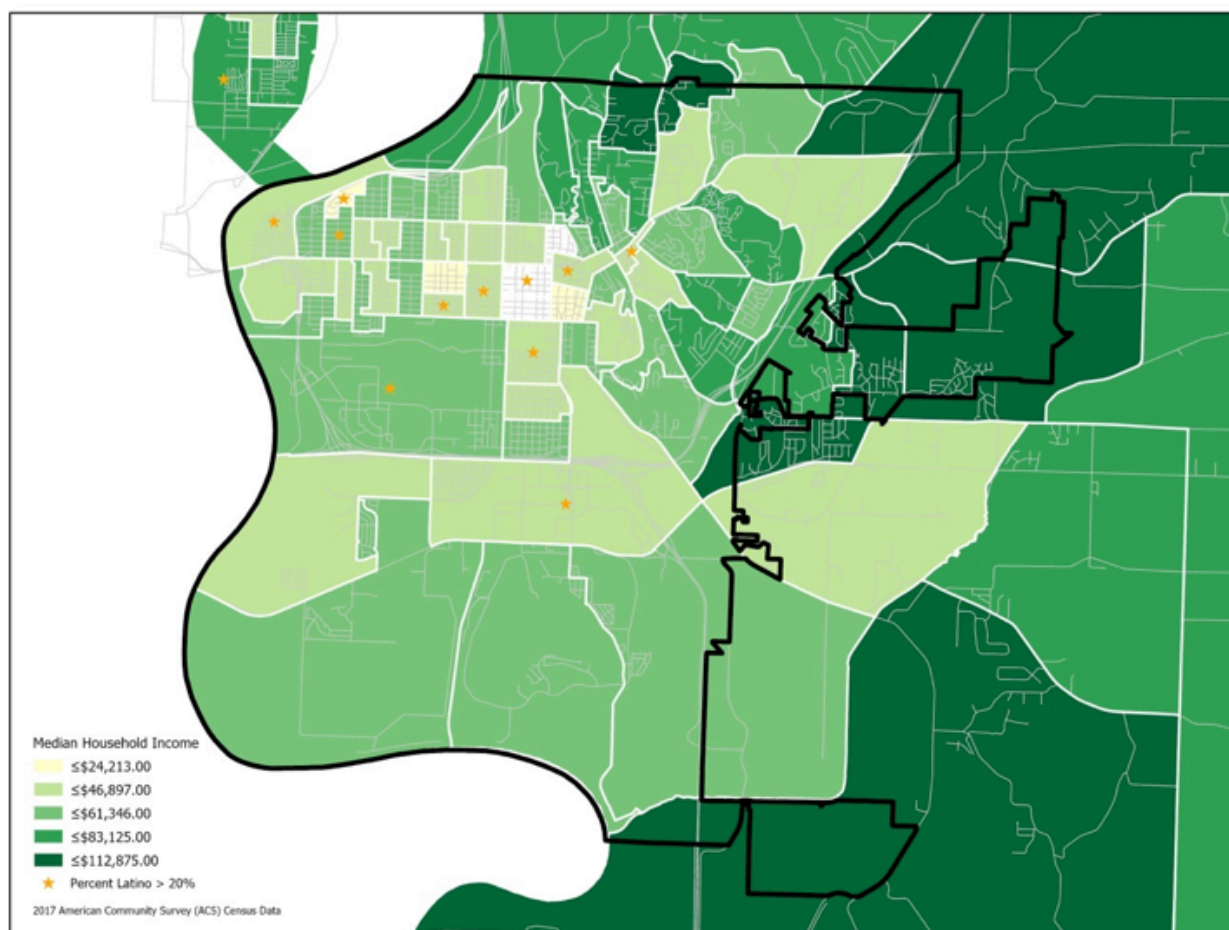 Median Household Income
≤$24,213.00
≤$46,897.00
≤$61,346.00
≤$83,125.00
≤$112,875.00
Percent Latino > 20%
2017 American Community Survey (ACS) Census Data